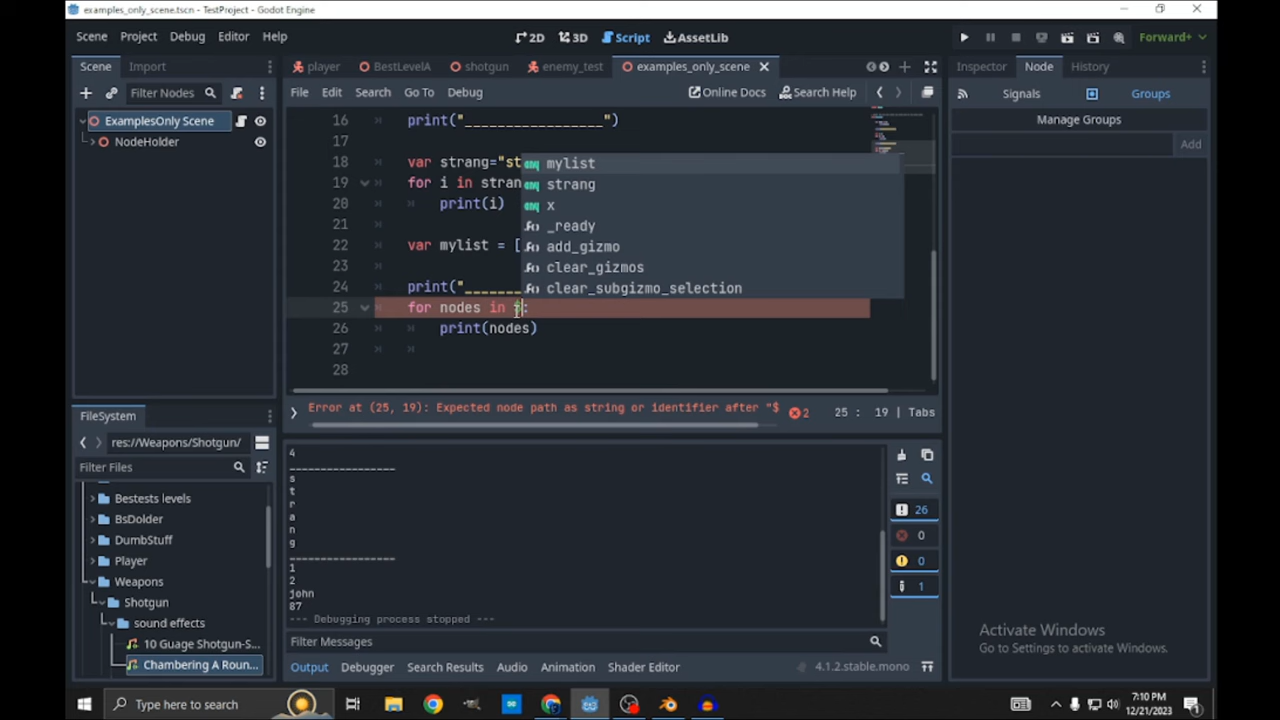 examples_only_scene.tscn - TestProject - Godot Engine
Scene Project Debug Editor Help
2D 3D Script AssetLib
Forward+
Scene Import
player BestLevelA shotgun enemy_test examples_only_scene
Inspector Node History
Filter Nodes
File Edit Search Go To Debug
Online Docs Search Help
Signals Groups
ExamplesOnly Scene
NodeHolder
Manage Groups
Add
16 print("_________________")
17
18 var strang="st
19 for i in stran
20 print(i)
21
22 var mylist = [
23
24 print("_______
25 for nodes in $:
26 print(nodes)
27
28
mylist
strang
x
_ready
add_gizmo
clear_gizmos
clear_subgizmo_selection
Error at (25, 19): Expected node path as string or identifier after "$
2 25 : 19 | Tabs
FileSystem
res://Weapons/Shotgun/
Filter Files
Bestests levels
BsDolder
DumbStuff
Player
Weapons
Shotgun
sound effects
10 Guage Shotgun-S...
Chambering A Roun...
4
_________________
s
t
r
a
n
g
_________________
1
2
john
87
--- Debugging process stopped ---
26
0
0
1
Filter Messages
Output Debugger Search Results Audio Animation Shader Editor
4.1.2.stable.mono
Activate Windows
Go to Settings to activate Windows.
Type here to search
7:10 PM
12/21/2023
1